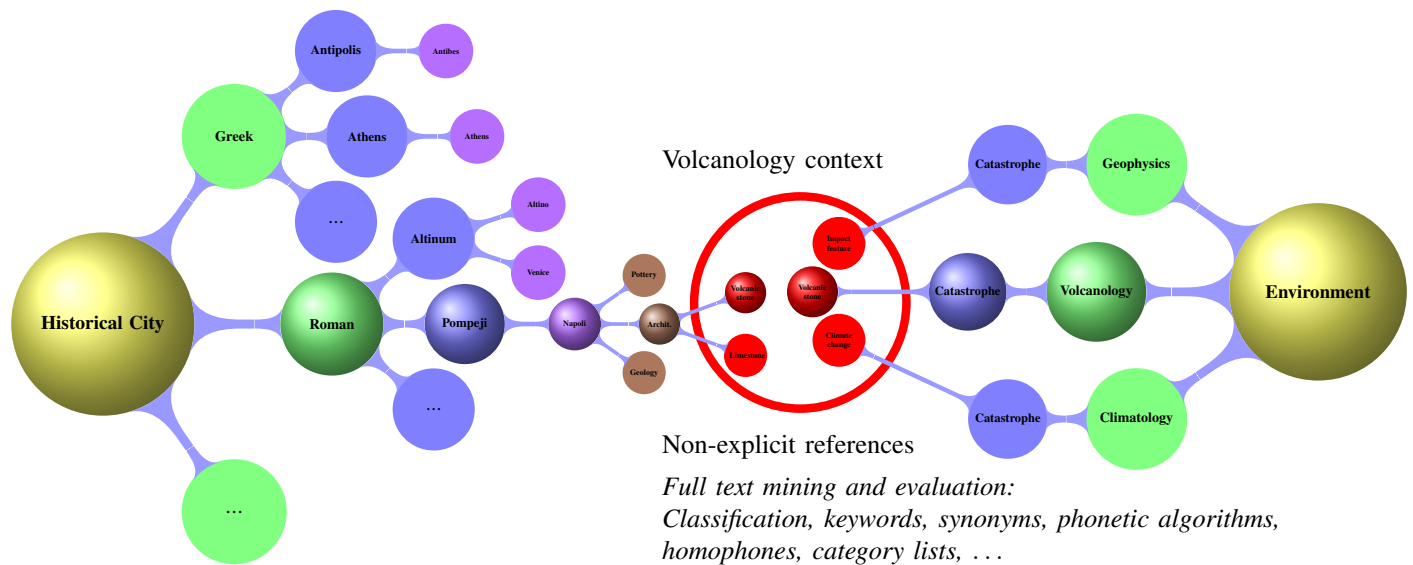 Antipolis
Antibes
Greek
Athens
Athens
...
Altinum
Altino
Venice
Historical City
Roman
Pompeji
Napoli
Pottery
Archit.
Geology
...
...
Volcanology context
Impact
feature
Volcanic
stone
Volcanic
stone
Limestone
Climate
change
Catastrophe
Geophysics
Catastrophe
Volcanology
Environment
Catastrophe
Climatology
Non-explicit references
Full text mining and evaluation:
Classification, keywords, synonyms, phonetic algorithms,
homophones, category lists, ...